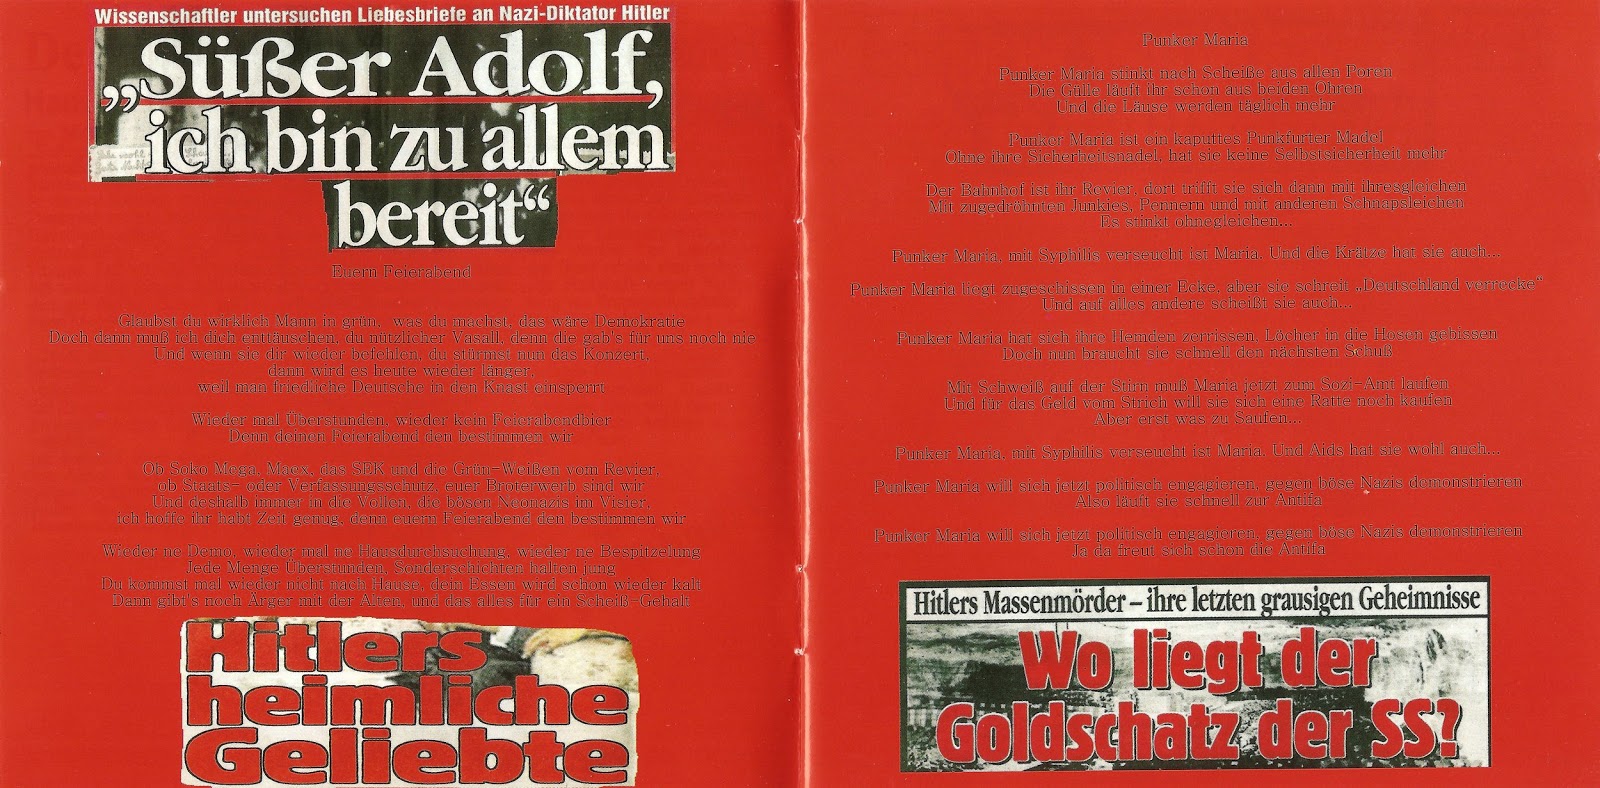 Wissenschaftler untersuchen Liebesbriefe an Nazi-Diktator Hitler
„Süßer Adolf,
ich bin zu allem
bereit“
Euern Feierabend
Glaubst du wirklich Mann in grün, was du machst, das wäre Demokratie
Doch dann muß ich dich enttäuschen, du nützlicher Vasall, denn die gab's für uns noch nie
Und wenn sie dir wieder befehlen, du stürmst nun das Konzert,
dann wird es heute wieder länger,
weil man friedliche Deutsche in den Knast einsperrt
Wieder mal Überstunden, wieder kein Feierabendbier
Denn deinen Feierabend den bestimmen wir
Ob Soko Mega, Maex, das SEK und die Grün-Weißen vom Revier,
ob Staats- oder Verfassungsschutz, euer Broterwerb sind wir
Und deshalb immer in die Vollen, die bösen Neonazis im Visier,
ich hoffe ihr habt Zeit genug, denn euern Feierabend den bestimmen wir
Wieder ne Demo, wieder mal ne Hausdurchsuchung, wieder ne Bespitzelung
Jede Menge Überstunden, Sonderschichten halten jung
Du kommst mal wieder nicht nach Hause, dein Essen wird schon wieder kalt
Dann gibt's noch Ärger mit der Alten, und das alles für ein Scheiß-Gehalt
Hitlers
heimliche
Geliebte
Punker Maria
Punker Maria stinkt nach Scheiße aus allen Poren
Die Gülle läuft ihr schon aus beiden Ohren
Und die Läuse werden täglich mehr
Punker Maria ist ein kaputtes Punkfurter Madel
Ohne ihre Sicherheitsnadel, hat sie keine Selbstsicherheit mehr
Der Bahnhof ist ihr Revier, dort trifft sie sich dann mit ihresgleichen
Mit zugedröhnten Junkies, Pennern und mit anderen Schnapsleichen
Es stinkt ohnegleichen...
Punker Maria, mit Syphilis verseucht ist Maria. Und die Krätze hat sie auch...
Punker Maria liegt zugeschissen in einer Ecke, aber sie schreit „Deutschland verrecke“
Und auf alles andere scheißt sie auch...
Punker Maria hat sich ihre Hemden zerrissen, Löcher in die Hosen gebissen
Doch nun braucht sie schnell den nächsten Schuß
Mit Schweiß auf der Stirn muß Maria jetzt zum Sozi-Amt laufen
Und für das Geld vom Strich will sie sich eine Ratte noch kaufen
Aber erst was zu Saufen...
Punker Maria, mit Syphilis verseucht ist Maria. Und Aids hat sie wohl auch...
Punker Maria will sich jetzt politisch engagieren, gegen böse Nazis demonstrieren
Also läuft sie schnell zur Antifa
Punker Maria will sich jetzt politisch engagieren, gegen böse Nazis demonstrieren
Ja da freut sich schon die Antifa
Hitlers Massenmörder – ihre letzten grausigen Geheimnisse
Wo liegt der
Goldschatz der SS?